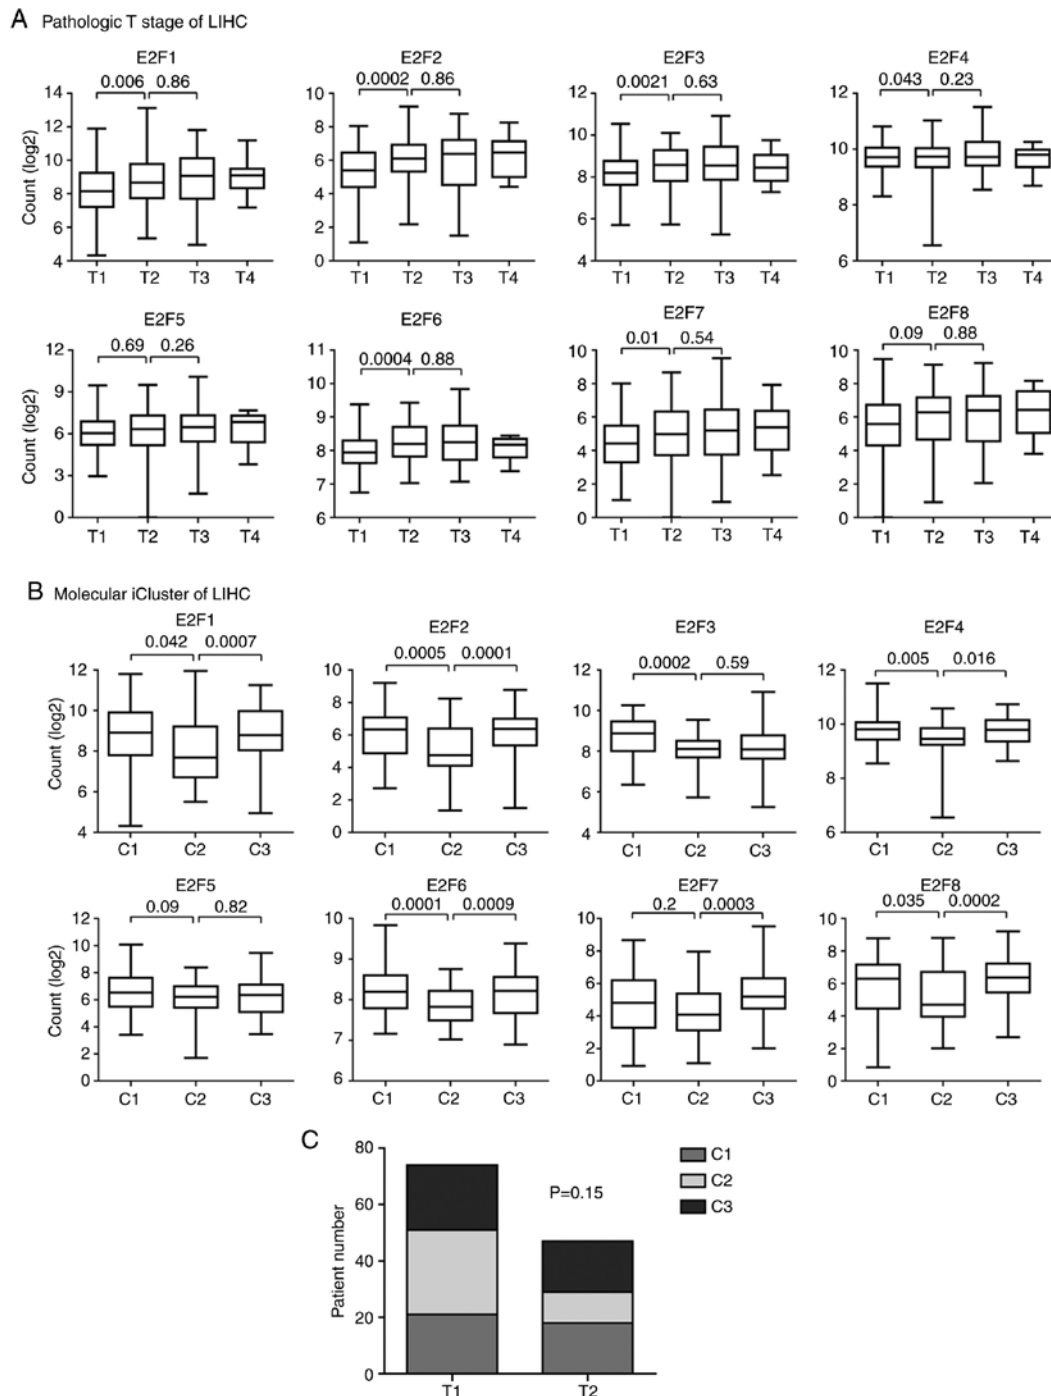 A Pathologic T stage of LIHC
E2F1 E2F2 E2F3 E2F4
0.006 0.86 0.0002 0.86 0.0021 0.63 0.043 0.23
Count (log2)
14 12 10 8 6 4
10 8 6 4 2 0
12 10 8 6 4
12 10 8 6
T1 T2 T3 T4 T1 T2 T3 T4 T1 T2 T3 T4 T1 T2 T3 T4
E2F5 E2F6 E2F7 E2F8
0.69 0.26 0.0004 0.88 0.01 0.54 0.09 0.88
Count (log2)
12 9 6 3 0
11 10 9 8 7 6
10 8 6 4 2 0
10 8 6 4 2 0
T1 T2 T3 T4 T1 T2 T3 T4 T1 T2 T3 T4 T1 T2 T3 T4
B Molecular iCluster of LIHC
E2F1 E2F2 E2F3 E2F4
0.042 0.0007 0.0005 0.0001 0.0002 0.59 0.005 0.016
Count (log2)
12 10 8 6 4
10 8 6 4 2 0
12 10 8 6 4
12 10 8 6
C1 C2 C3 C1 C2 C3 C1 C2 C3 C1 C2 C3
E2F5 E2F6 E2F7 E2F8
0.09 0.82 0.0001 0.0009 0.2 0.0003 0.035 0.0002
Count (log2)
12 10 8 6 4 2 0
10 9 8 7 6
10 8 6 4 2 0
10 8 6 4 2 0
C1 C2 C3 C1 C2 C3 C1 C2 C3 C1 C2 C3
C
Patient number
80 60 40 20 0
P=0.15
C1
C2
C3
T1 T2